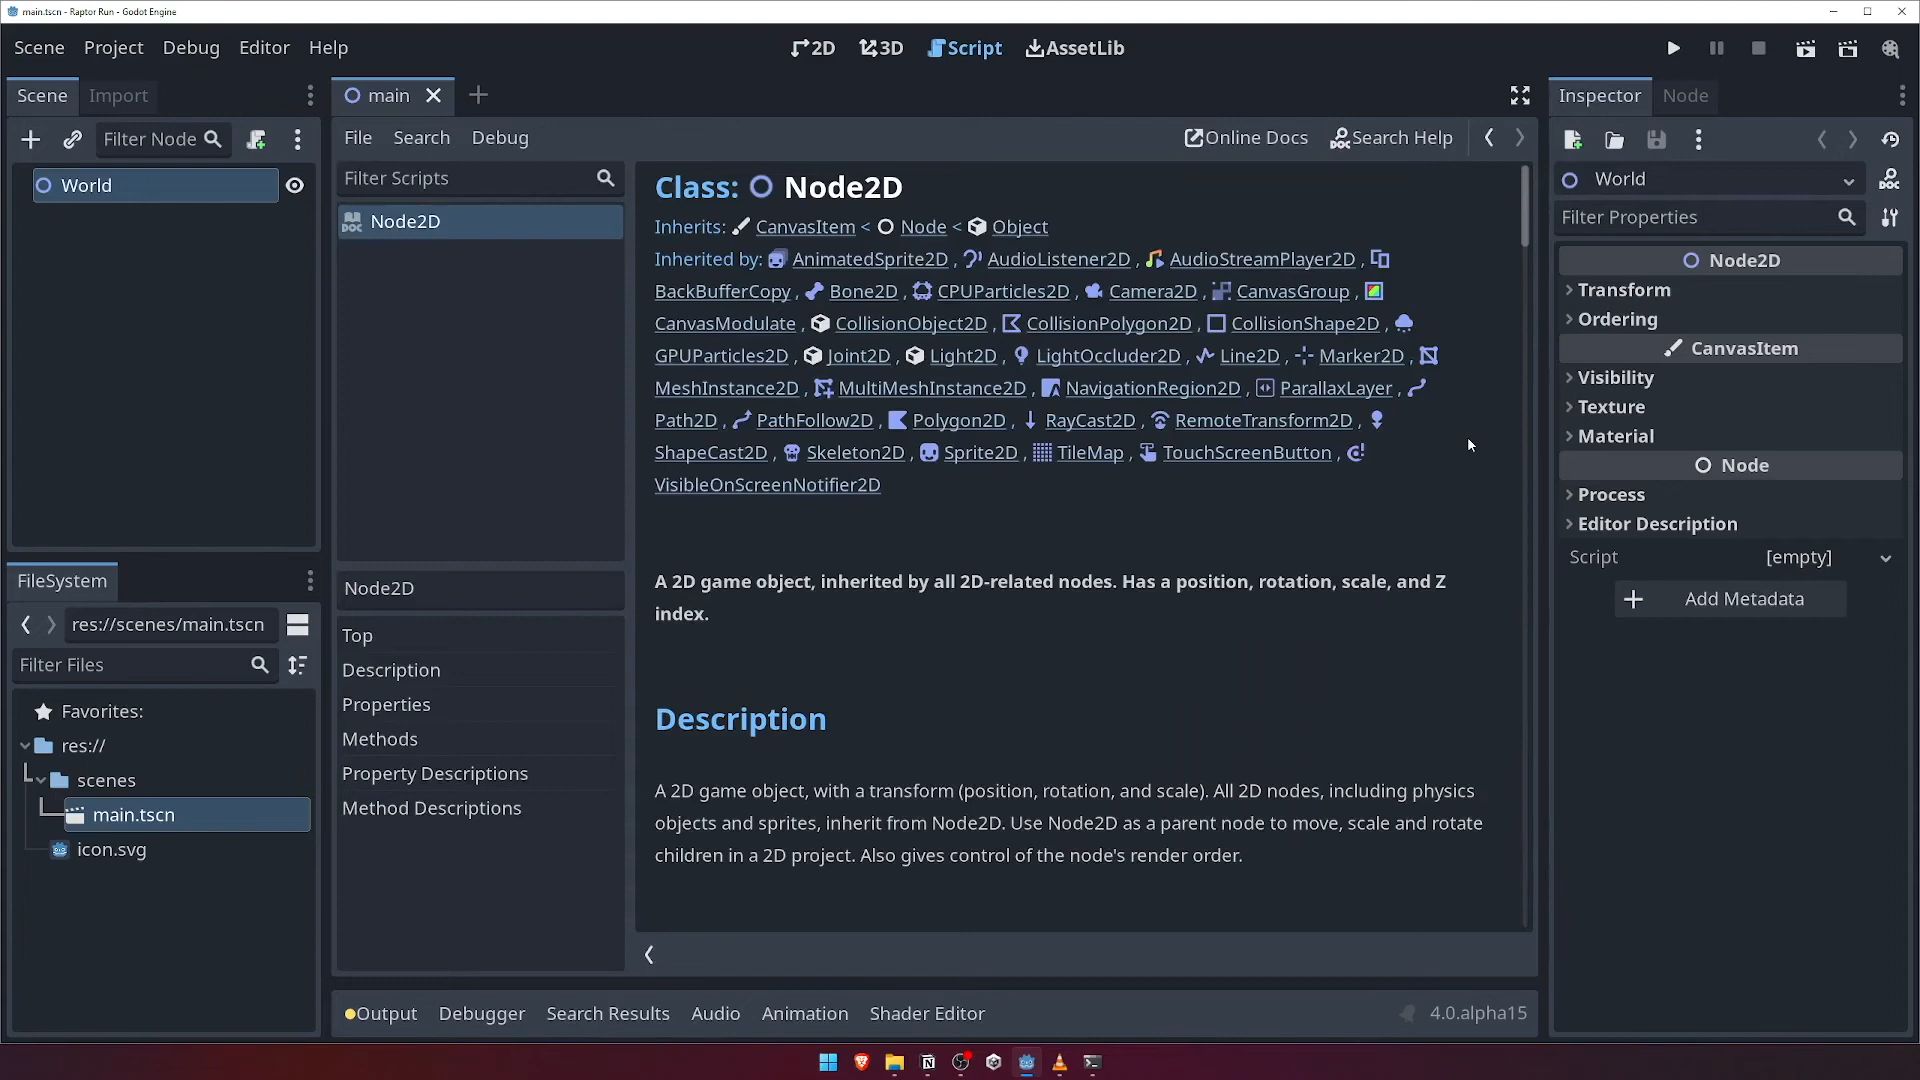 main.tscn - Raptor Run - Godot Engine
Scene Project Debug Editor Help
2D 3D Script AssetLib
Scene Import
main
Inspector Node
Filter Node
File Search Debug
Online Docs Search Help
World
Filter Scripts
Node2D
World
Filter Properties
Class: Node2D
Inherits: CanvasItem < Node < Object
Inherited by: AnimatedSprite2D , AudioListener2D , AudioStreamPlayer2D ,
BackBufferCopy , Bone2D , CPUParticles2D , Camera2D , CanvasGroup ,
CanvasModulate , CollisionObject2D , CollisionPolygon2D , CollisionShape2D ,
GPUParticles2D , Joint2D , Light2D , LightOccluder2D , Line2D , Marker2D ,
MeshInstance2D , MultiMeshInstance2D , NavigationRegion2D , ParallaxLayer ,
Path2D , PathFollow2D , Polygon2D , RayCast2D , RemoteTransform2D ,
ShapeCast2D , Skeleton2D , Sprite2D , TileMap , TouchScreenButton ,
VisibleOnScreenNotifier2D
A 2D game object, inherited by all 2D-related nodes. Has a position, rotation, scale, and Z
index.
Description
A 2D game object, with a transform (position, rotation, and scale). All 2D nodes, including physics
objects and sprites, inherit from Node2D. Use Node2D as a parent node to move, scale and rotate
children in a 2D project. Also gives control of the node's render order.
Node2D
Transform
Ordering
CanvasItem
Visibility
Texture
Material
Node
Process
Editor Description
Script [empty]
Add Metadata
Node2D
Top
Description
Properties
Methods
Property Descriptions
Method Descriptions
FileSystem
res://scenes/main.tscn
Filter Files
Favorites:
res://
scenes
main.tscn
icon.svg
Output Debugger Search Results Audio Animation Shader Editor
4.0.alpha15